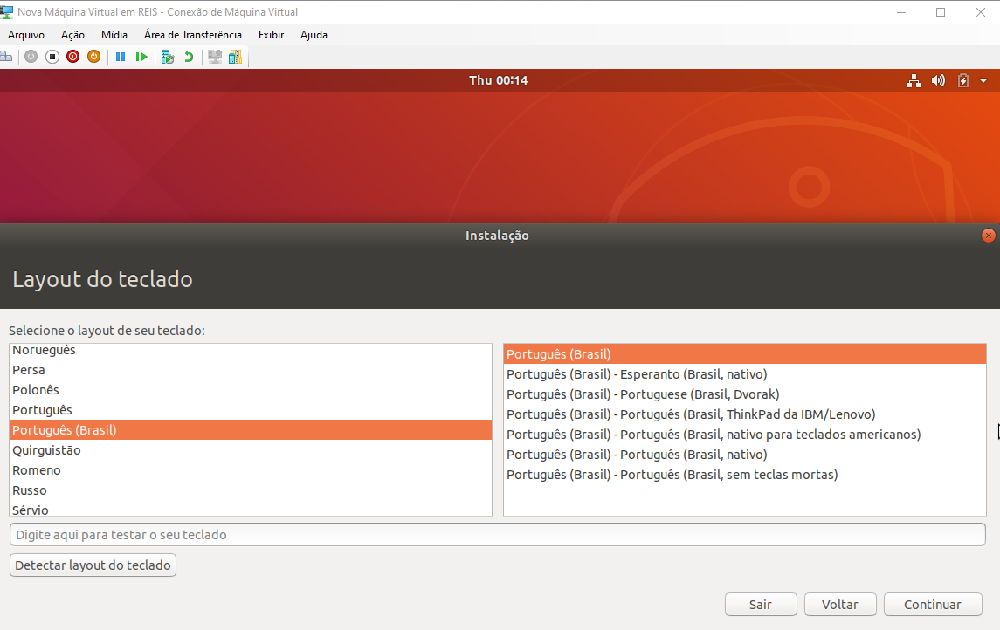 Nova Máquina Virtual em REIS - Conexão de Máquina Virtual
Arquivo Ação Mídia Área de Transferência Exibir Ajuda
Thu 00:14
Instalação
Layout do teclado
Selecione o layout de seu teclado:
Norueguês
Persa
Polonês
Português
Português (Brasil)
Quirguistão
Romeno
Russo
Sérvio
Português (Brasil)
Português (Brasil) - Esperanto (Brasil, nativo)
Português (Brasil) - Portuguese (Brasil, Dvorak)
Português (Brasil) - Português (Brasil, ThinkPad da IBM/Lenovo)
Português (Brasil) - Português (Brasil, nativo para teclados americanos)
Português (Brasil) - Português (Brasil, nativo)
Português (Brasil) - Português (Brasil, sem teclas mortas)
Digite aqui para testar o seu teclado
Detectar layout do teclado
Sair Voltar Continuar